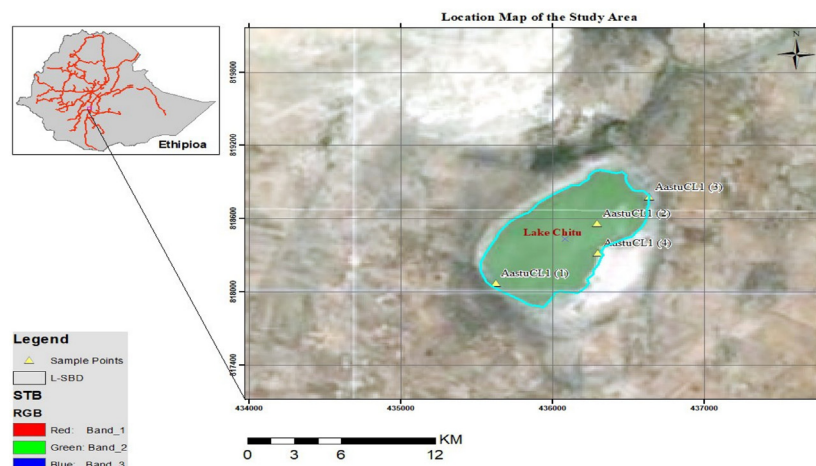 Location Map of the Study Area
Ethipioa
N
819800
819200
818600
818000
817400
AastuCL1 (3)
AastuCL1 (2)
Lake Chitu
AastuCL1 (4)
AastuCL1 (1)
Legend
Sample Points
L-SBD
STB
RGB
Red: Band_1
Green: Band_2
Blue: Band_3
434000 435000 436000 437000
KM
0 3 6 12